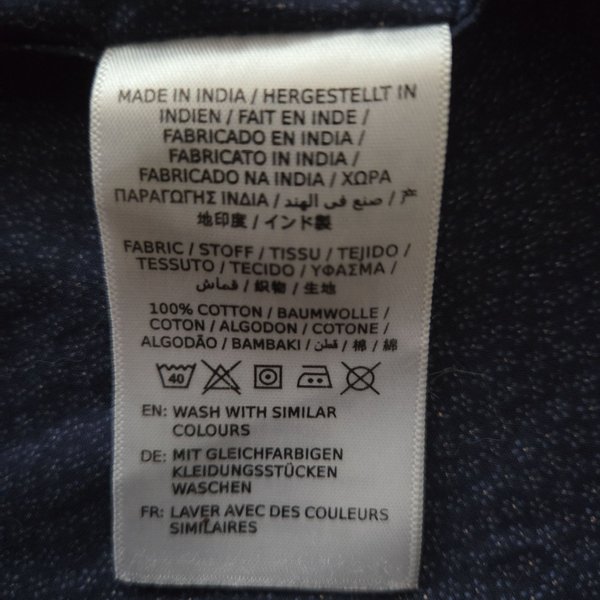 MADE IN INDIA / HERGESTELLT IN
INDIEN / FAIT EN INDE /
FABRICADO EN INDIA /
FABRICATO IN INDIA /
FABRICADO NA INDIA / ΧΩΡΑ
ΠΑΡΑΓΩΓΗΣ ΙΝΔΙΑ / صنع في الهند / 产
地印度 / インド製
FABRIC / STOFF / TISSU / TEJIDO /
TESSUTO / TECIDO / ΥΦΑΣΜΑ /
قماش / 織物 / 生地
100% COTTON / BAUMWOLLE /
COTON / ALGODON / COTONE /
ALGODÃO / BAMBAKI / قطن / 棉 / 綿
40
EN: WASH WITH SIMILAR
COLOURS
DE: MIT GLEICHFARBIGEN
KLEIDUNGSSTÜCKEN
WASCHEN
FR: LAVER AVEC DES COULEURS
SIMILAIRES